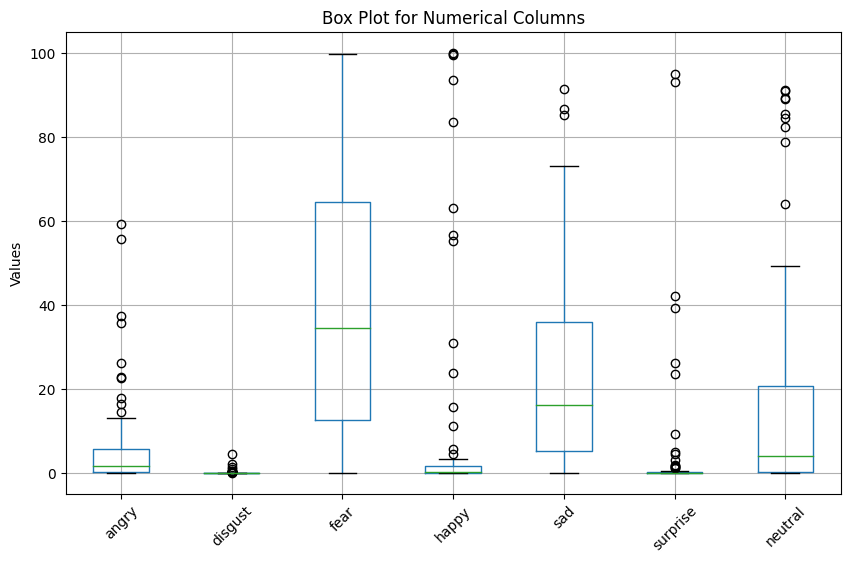 Box Plot for Numerical Columns
Values
100
80
60
40
20
0
angry
disgust
fear
happy
sad
surprise
neutral